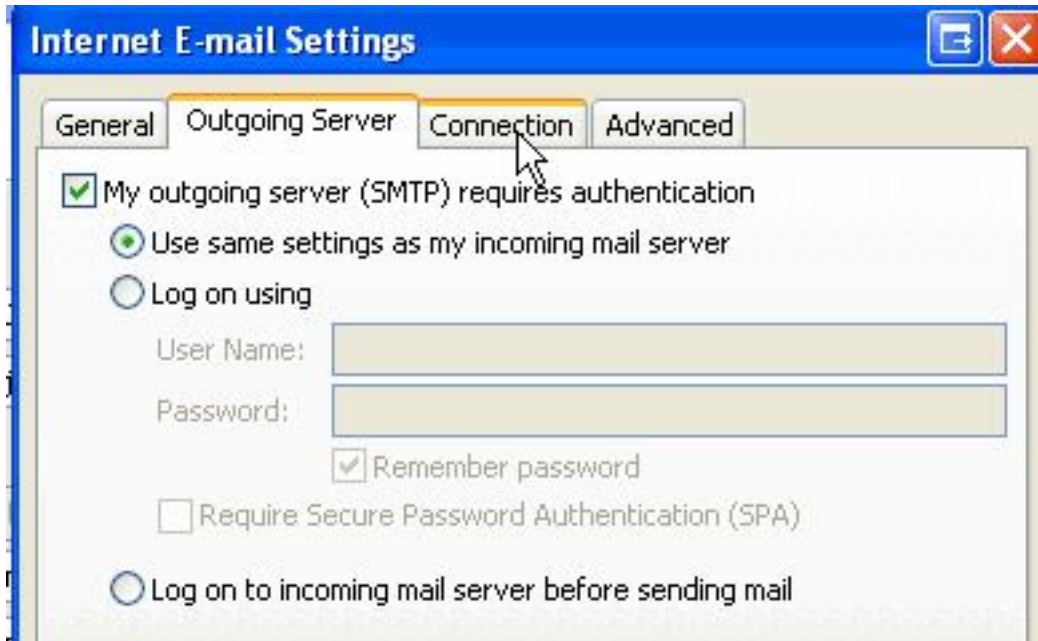 Internet E-mail Settings
General Outgoing Server Connection Advanced
My outgoing server (SMTP) requires authentication
Use same settings as my incoming mail server
Log on using
User Name:
Password:
Remember password
Require Secure Password Authentication (SPA)
Log on to incoming mail server before sending mail